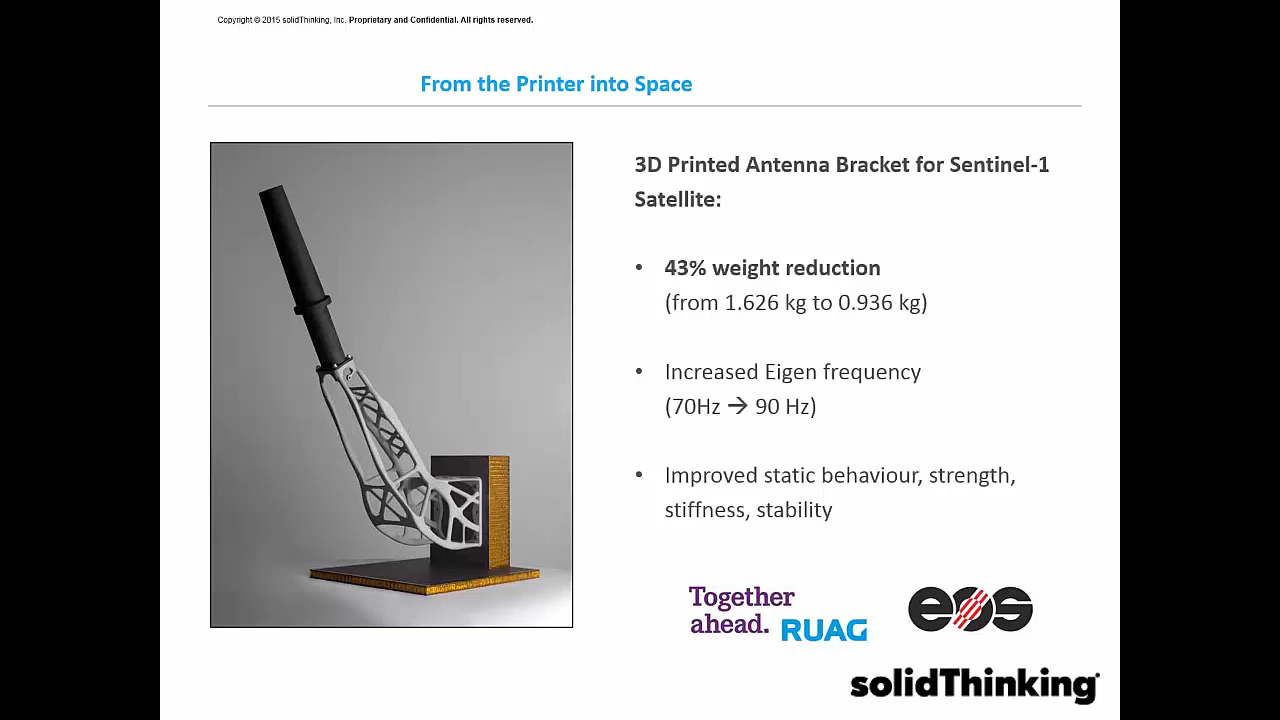 Copyright © 2015 solidThinking, Inc. Proprietary and Confidential. All rights reserved.
From the Printer into Space
3D Printed Antenna Bracket for Sentinel-1
Satellite:
• 43% weight reduction
(from 1.626 kg to 0.936 kg)
• Increased Eigen frequency
(70Hz → 90 Hz)
• Improved static behaviour, strength,
stiffness, stability
Together
ahead. RUAG
eos
solidThinking